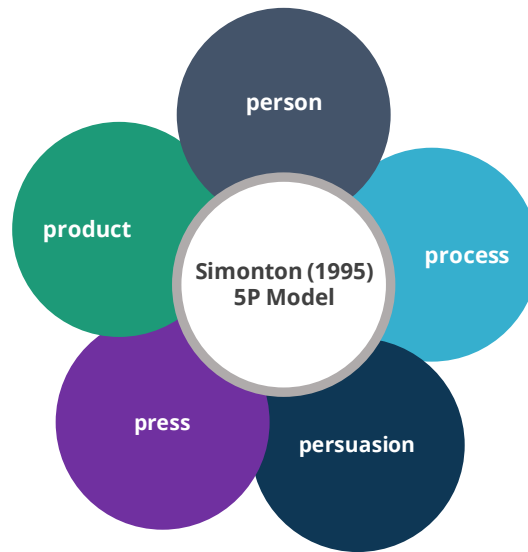 person
process
persuasion
press
product
Simonton (1995)
5P Model